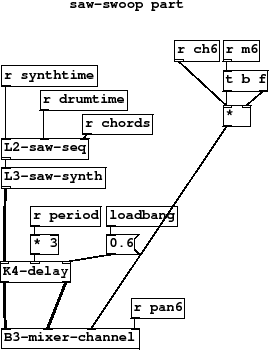 saw-swoop part
r ch6
r m6
r synthtime
t b f
r drumtime
*
r chords
L2-saw-seq
L3-saw-synth
r period
loadbang
* 3
0.6
K4-delay
r pan6
B3-mixer-channel